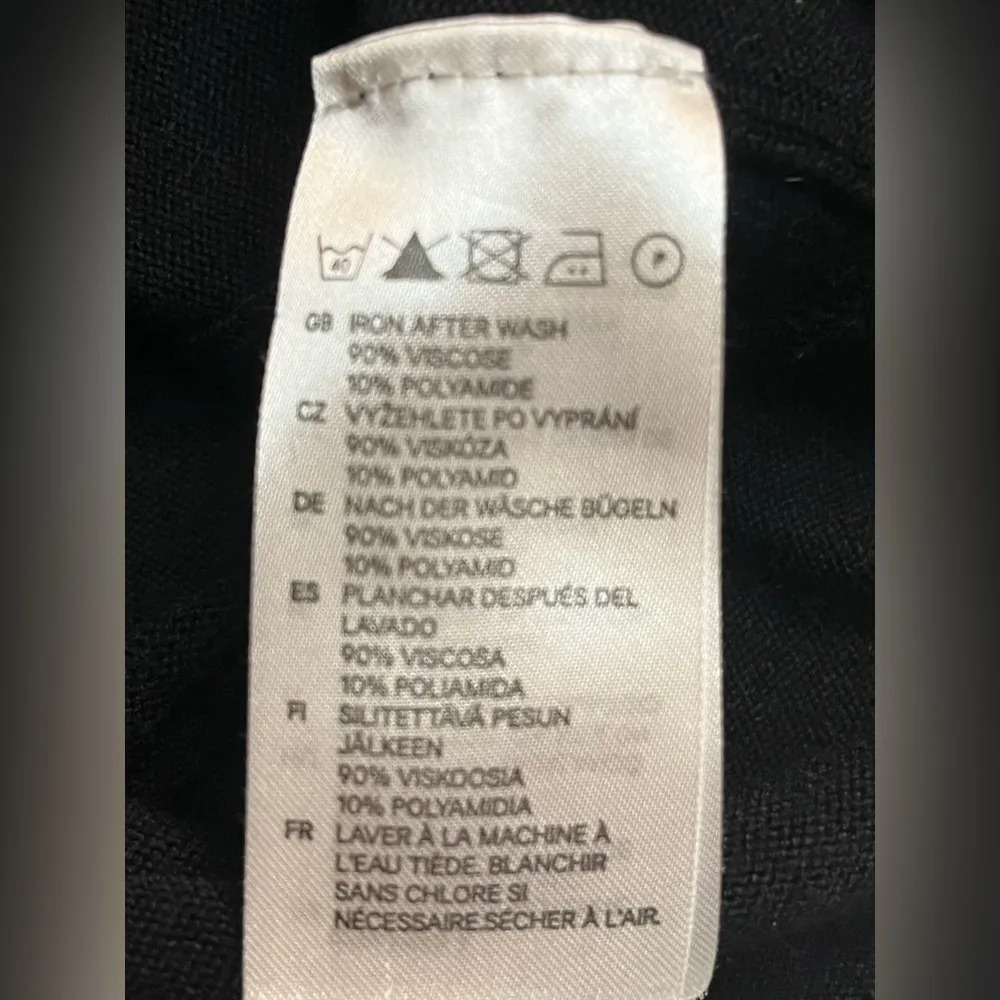 40 P
GB IRON AFTER WASH
90% VISCOSE
10% POLYAMIDE
CZ VYŽEHLETE PO VYPRÁNÍ
90% VISKÓZA
10% POLYAMID
DE NACH DER WÄSCHE BÜGELN
90% VISKOSE
10% POLYAMID
ES PLANCHAR DESPUÉS DEL
LAVADO
90% VISCOSA
10% POLIAMIDA
FI SILITETTÄVÄ PESUN
JÄLKEEN
90% VISKOOSIA
10% POLYAMIDIA
FR LAVER À LA MACHINE À
L'EAU TIÈDE. BLANCHIR
SANS CHLORE SI
NÉCESSAIRE.SÉCHER À L'AIR.